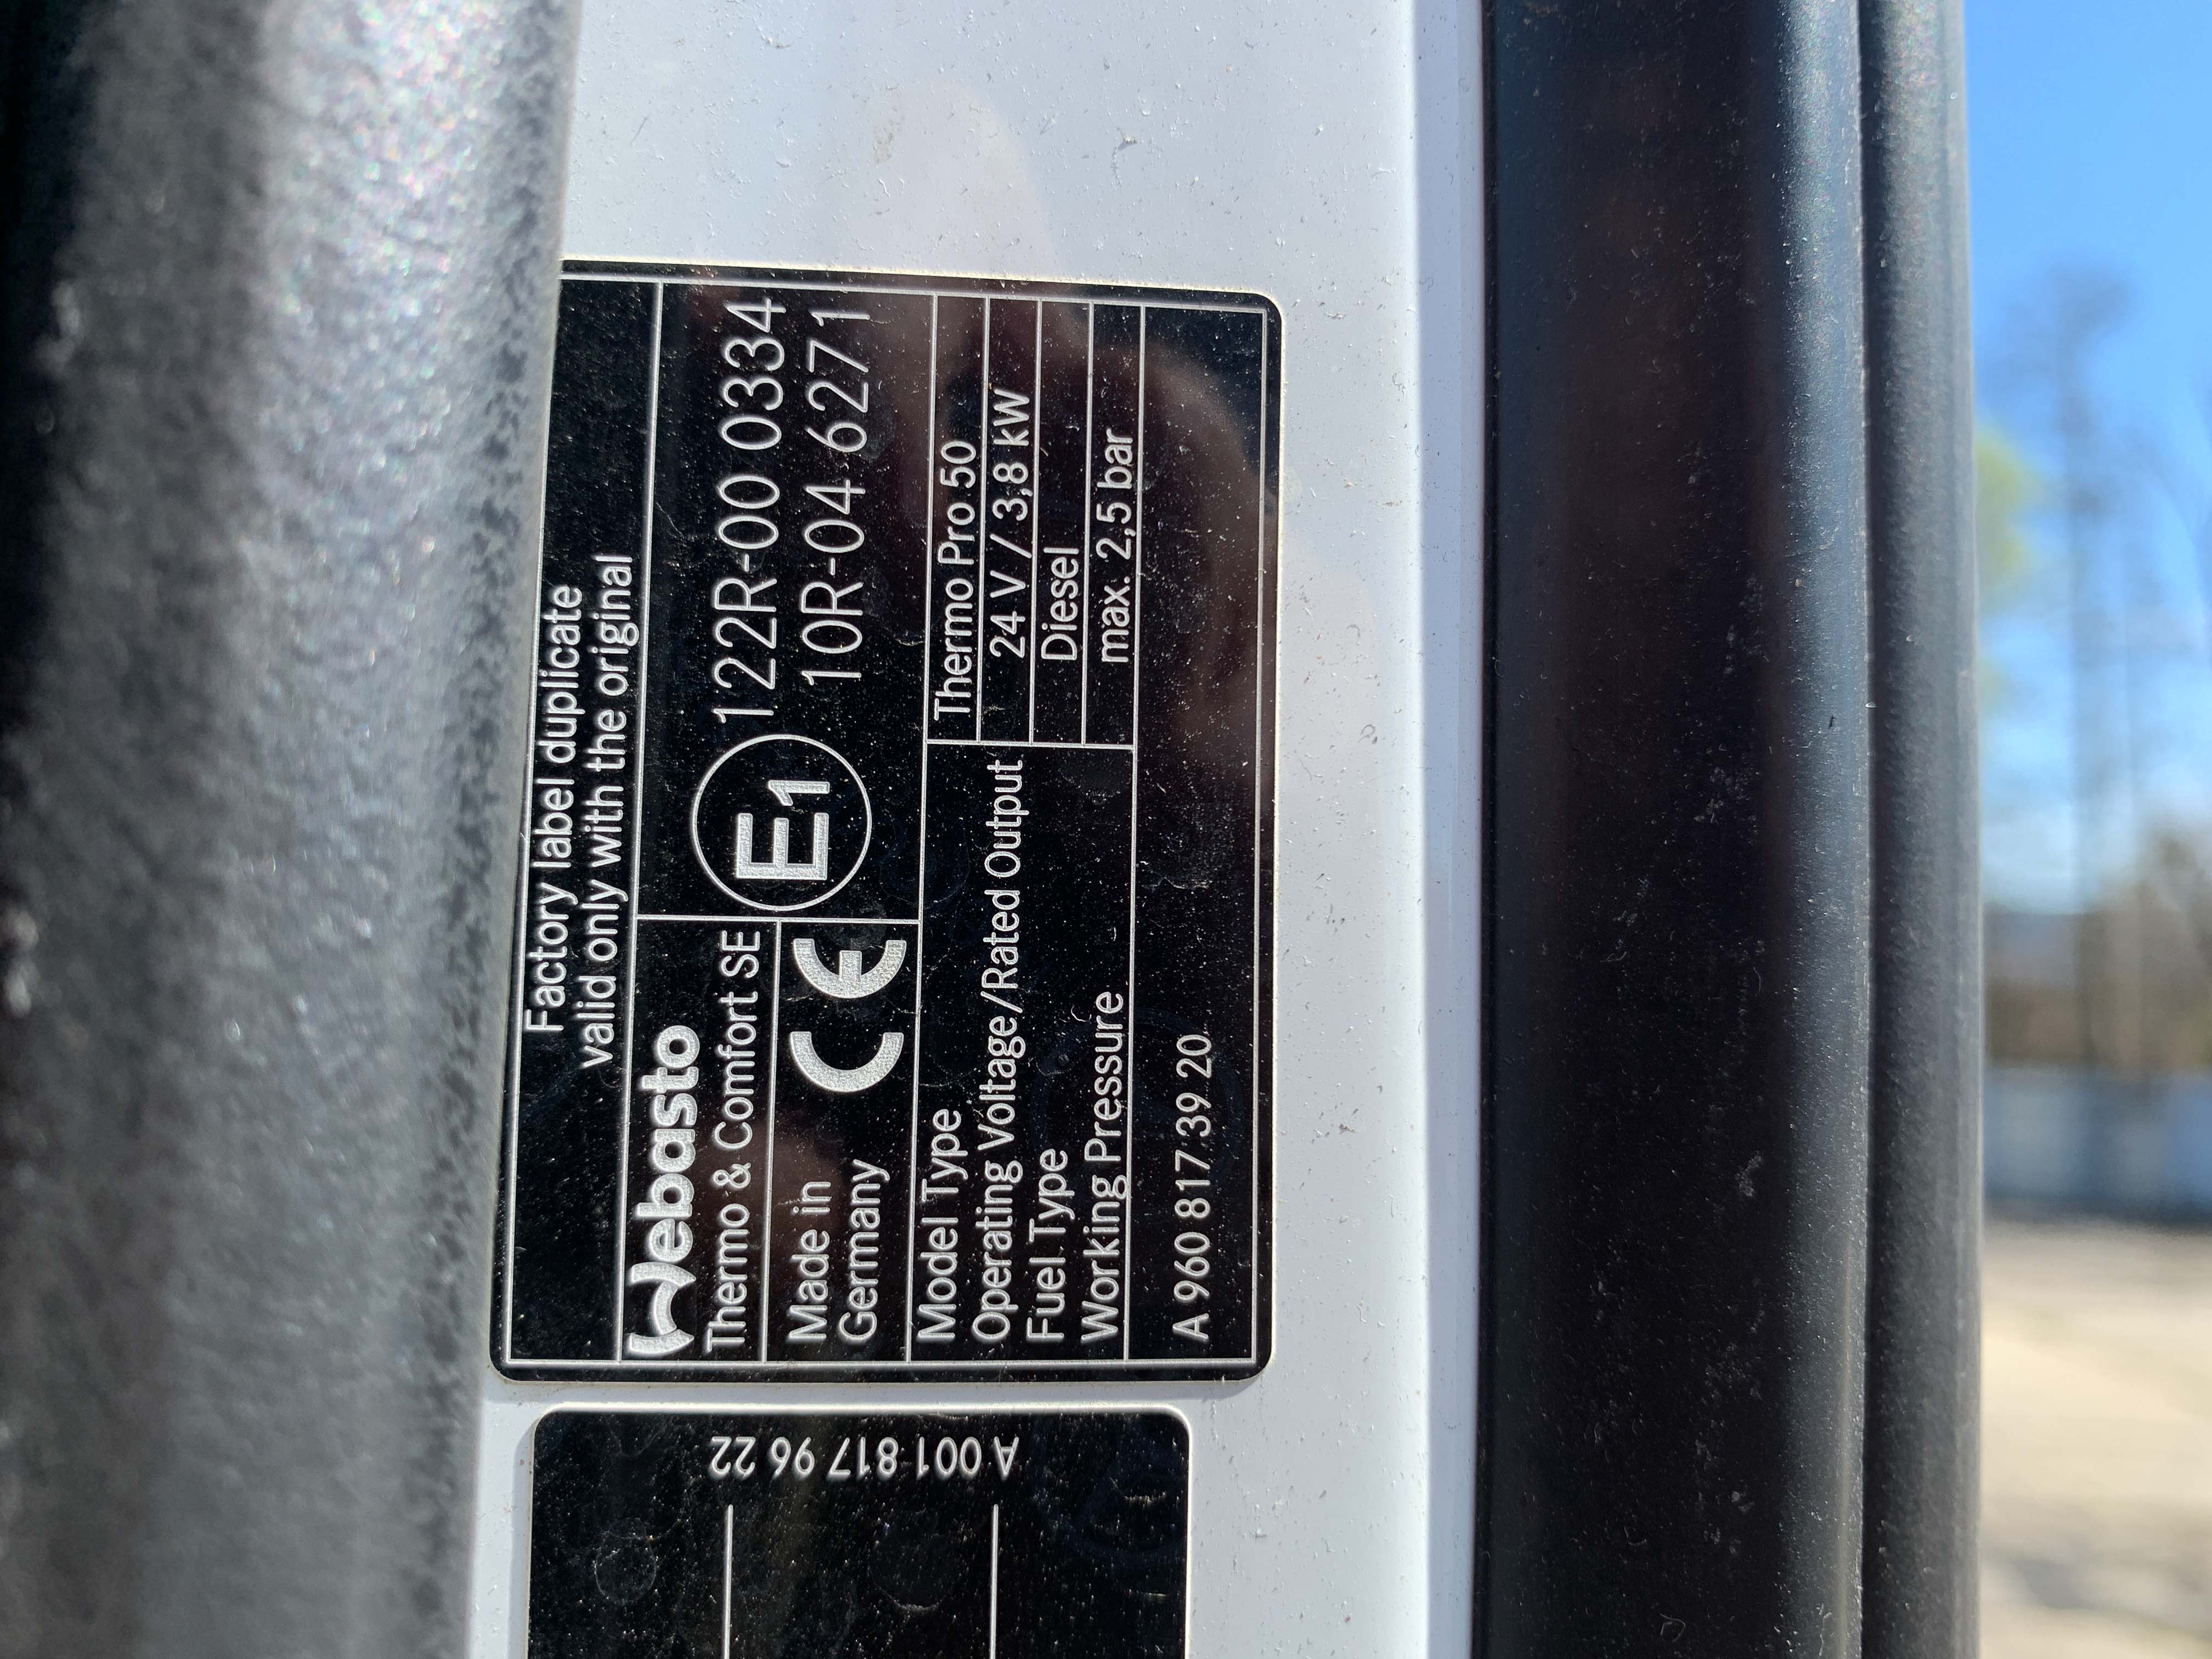 Factory label duplicate
valid only with the original
Webasto
Thermo & Comfort SE
Made in
Germany
CE
E1
122R-00 0334
10R-04 6271
Model Type Thermo Pro 50
Operating Voltage/Rated Output 24 V / 3,8 kW
Fuel Type Diesel
Working Pressure max. 2,5 bar
A 960 817 39 20
A 001 817 96 22